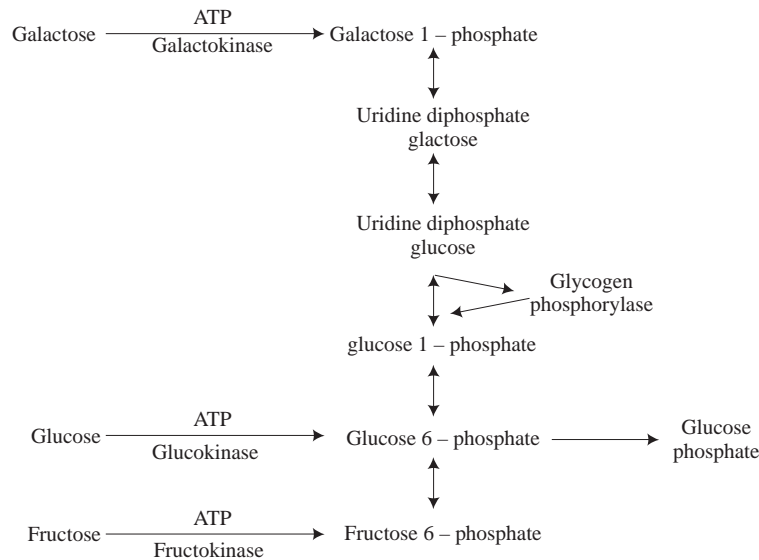 ATP
Galactose
Galactokinase
Galactose 1 – phosphate
Uridine diphosphate
glactose
Uridine diphosphate
glucose
Glycogen
phosphorylase
glucose 1 – phosphate
ATP
Glucose
Glucokinase
Glucose 6 – phosphate
Glucose
phosphate
ATP
Fructose
Fructokinase
Fructose 6 – phosphate